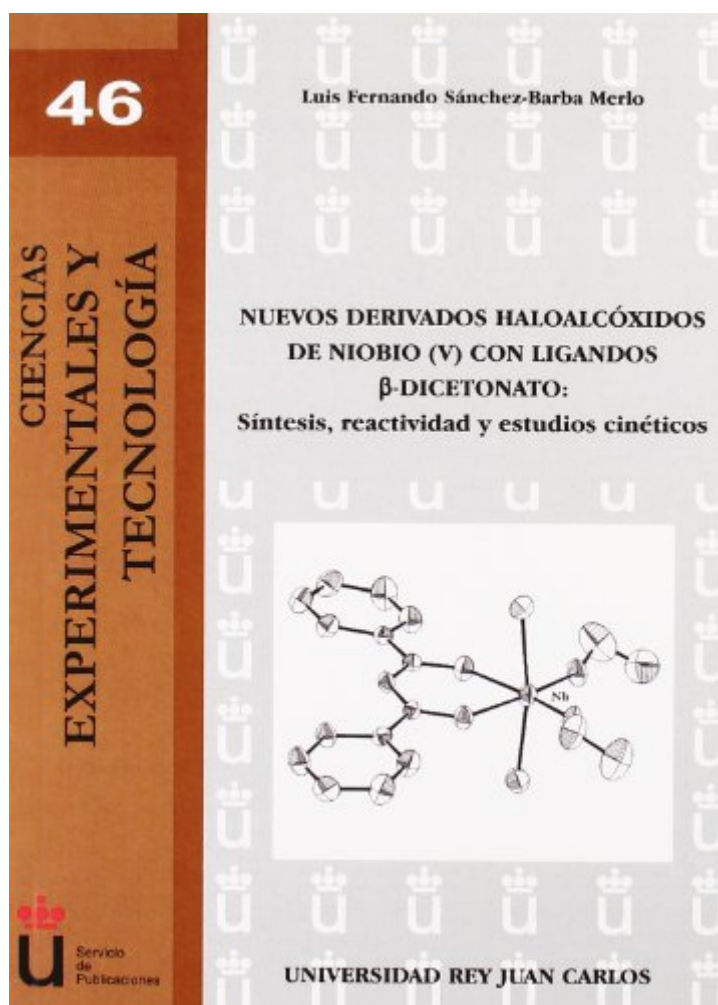 46
CIENCIAS
EXPERIMENTALES Y
TECNOLOGÍA
Luis Fernando Sánchez-Barba Merlo
NUEVOS DERIVADOS HALOALCÓXIDOS
DE NIOBIO (V) CON LIGANDOS
β-DICETONATO:
Síntesis, reactividad y estudios cinéticos
Nb
u
Servicio
de
Publicaciones
UNIVERSIDAD REY JUAN CARLOS